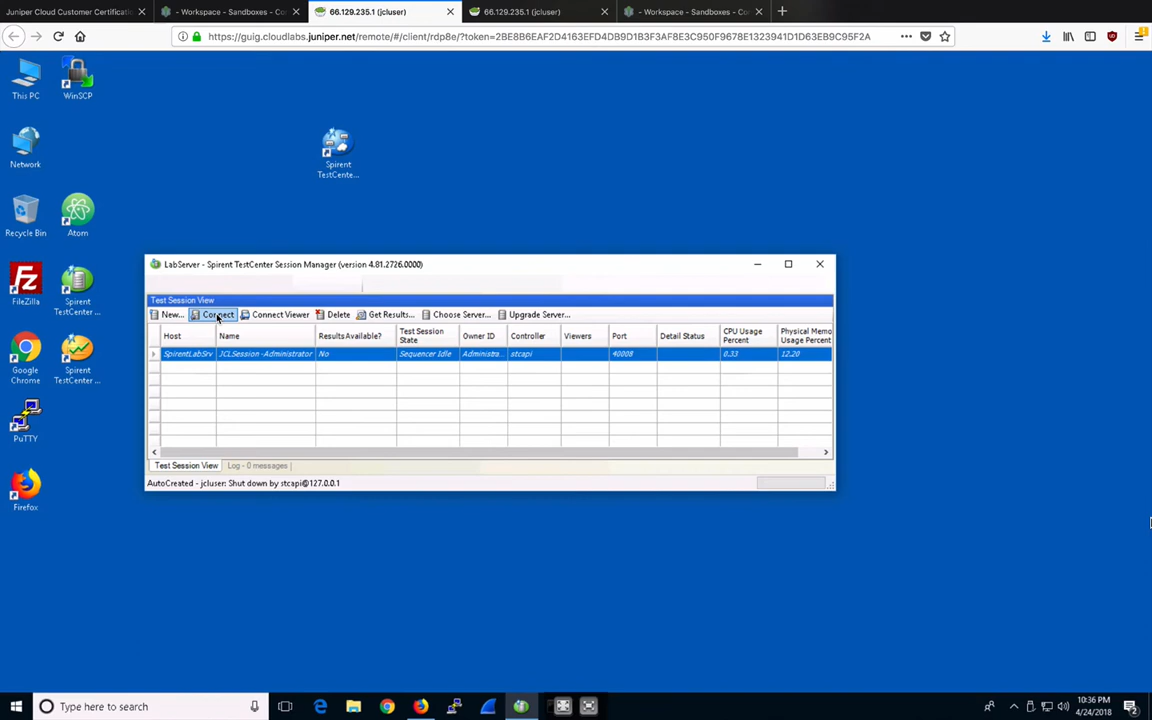 Juniper Cloud Customer Certificati
- Workspace - Sandboxes - Co
66.129.235.1 (jcluser)
66.129.235.1 (jcluser)
- Workspace - Sandboxes - Co
https://guig.cloudlabs.juniper.net/remote/#/client/rdp8e/?token=2BE8B6EAF2D4163EFD4DB9D1B3F3AF8E3C950F9678E1323941D1D63EB9C95F2A
This PC
WinSCP
Network
Spirent
TestCente...
Recycle Bin
Atom
FileZilla
Spirent
TestCenter ...
Google
Chrome
Spirent
TestCenter ...
PuTTY
Firefox
LabServer - Spirent TestCenter Session Manager (version 4.81.2726.0000)
Test Session View
New... Connect Connect Viewer Delete Get Results... Choose Server... Upgrade Server...
Host Name ResultsAvailable? Test Session State Owner ID Controller Viewers Port Detail Status CPU Usage Percent Physical Memo Usage Percent
SpirentLabSrv JCLSession -Administrator No Sequencer Idle Administra... stcapi 40008 0.33 12.20
Test Session View Log - 0 messages
AutoCreated - jcluser: Shut down by stcapi@127.0.0.1
Type here to search
10:36 PM
4/24/2018
2